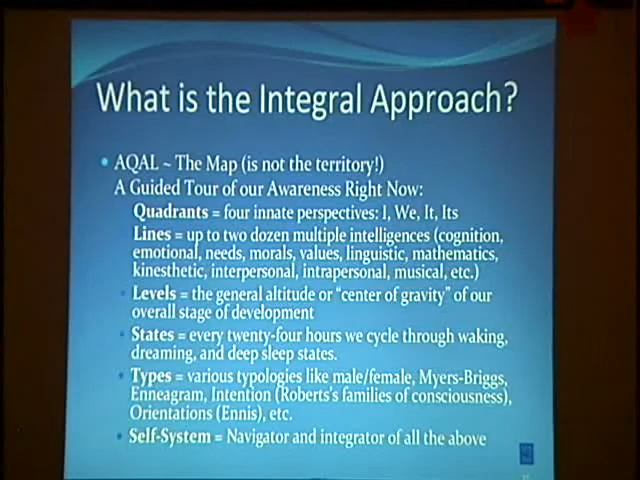 What is the Integral Approach?
• AQAL ~ The Map (is not the territory!)
A Guided Tour of our Awareness Right Now:
Quadrants = four innate perspectives: I, We, It, Its
Lines = up to two dozen multiple intelligences (cognition,
emotional, needs, morals, values, linguistic, mathematics,
kinesthetic, interpersonal, intrapersonal, musical, etc.)
• Levels = the general altitude or "center of gravity" of our
overall stage of development
• States = every twenty-four hours we cycle through waking,
dreaming, and deep sleep states.
• Types = various typologies like male/female, Myers-Briggs,
Enneagram, Intention (Roberts's families of consciousness),
Orientations (Ennis), etc.
• Self-System = Navigator and integrator of all the above